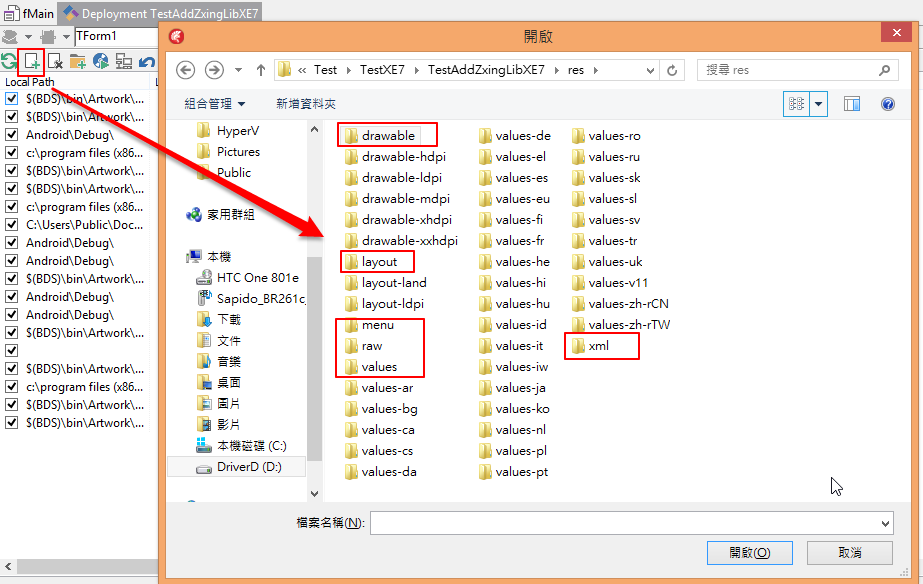 fMain
Deployment TestAddZxingLibXE7
TForm1
Local Path
$(BDS)\bin\Artwork\...
$(BDS)\bin\Artwork\...
Android\Debug\
c:\program files (x86...
$(BDS)\bin\Artwork\...
$(BDS)\bin\Artwork\...
c:\program files (x86...
C:\Users\Public\Doc...
Android\Debug\
Android\Debug\
$(BDS)\bin\Artwork\...
Android\Debug\
Android\Debug\
$(BDS)\bin\Artwork\...
$(BDS)\bin\Artwork\...
c:\program files (x86...
$(BDS)\bin\Artwork\...
$(BDS)\bin\Artwork\...
開啟
« Test TestXE7 TestAddZxingLibXE7 res
搜尋 res
組合管理 新增資料夾
HyperV
Pictures
Public
家用群組
本機
HTC One 801e
Sapido_BR261c
下載
文件
音樂
桌面
圖片
影片
本機磁碟 (C:)
DriverD (D:)
drawable
drawable-hdpi
drawable-ldpi
drawable-mdpi
drawable-xhdpi
drawable-xxhdpi
layout
layout-land
layout-ldpi
menu
raw
values
values-ar
values-bg
values-ca
values-cs
values-da
values-de
values-el
values-es
values-eu
values-fi
values-fr
values-he
values-hi
values-hu
values-id
values-it
values-iw
values-ja
values-ko
values-nl
values-pl
values-pt
values-ro
values-ru
values-sk
values-sl
values-sv
values-tr
values-uk
values-v11
values-zh-rCN
values-zh-rTW
xml
檔案名稱(N):
開啟(O)
取消